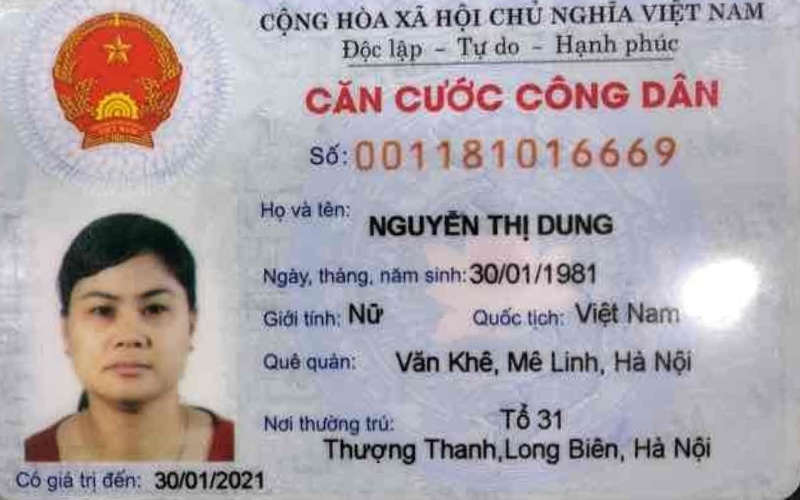 CỘNG HÒA XÃ HỘI CHỦ NGHĨA VIỆT NAM
Độc lập - Tự do - Hạnh phúc
CĂN CƯỚC CÔNG DÂN
Số: 001181016669
Họ và tên: NGUYỄN THỊ DUNG
Ngày, tháng, năm sinh: 30/01/1981
Giới tính: Nữ Quốc tịch: Việt Nam
Quê quán: Văn Khê, Mê Linh, Hà Nội
Nơi thường trú: Tổ 31
Thượng Thanh,Long Biên, Hà Nội
Có giá trị đến: 30/01/2021
VIỆT NAM